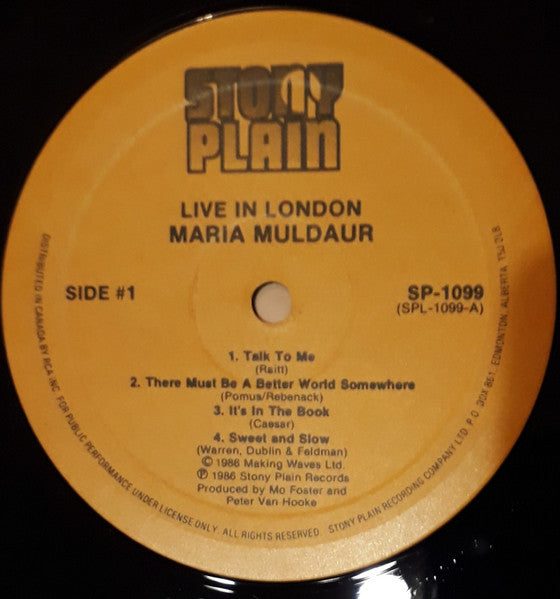 STONY
PLAIN
LIVE IN LONDON
MARIA MULDAUR
SIDE #1
SP-1099
(SPL-1099-A)
1. Talk To Me
(Raitt)
2. There Must Be A Better World Somewhere
(Pomus/Rebenack)
3. It's In The Book
(Caesar)
4. Sweet and Slow
(Warren, Dublin & Feldman)
© 1986 Making Waves Ltd.
℗ 1986 Stony Plain Records
Produced by Mo Foster and
Peter Van Hooke
DISTRIBUTED IN CANADA BY RCA INC. FOR PUBLIC PERFORMANCE UNDER LICENSE ONLY. ALL RIGHTS RESERVED. STONY PLAIN RECORDING COMPANY LTD. P.O. BOX 861, EDMONTON, ALBERTA T5J 2L8